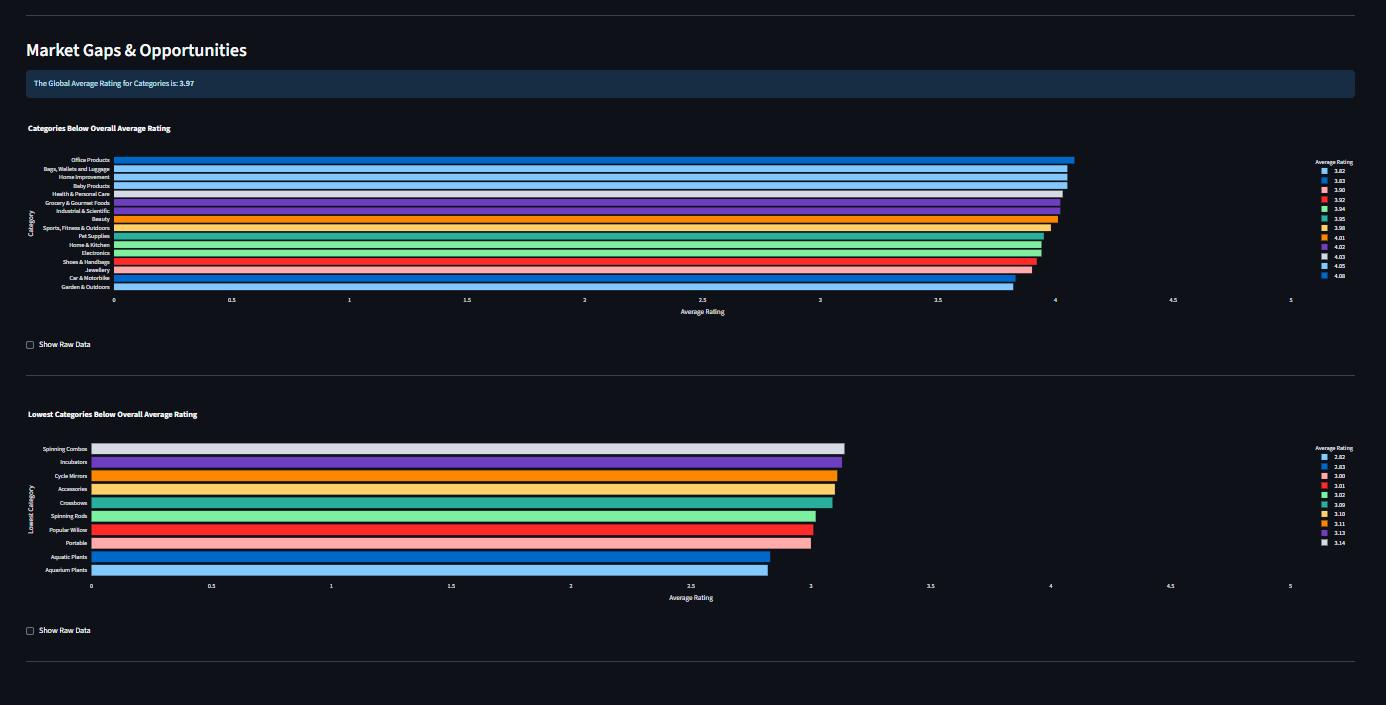 Market Gaps & Opportunities
The Global Average Rating for Categories is: 3.97
Categories Below Overall Average Rating
Category
Office Products
Bags, Wallets and Luggage
Home Improvement
Baby Products
Health & Personal Care
Grocery & Gourmet Foods
Industrial & Scientific
Beauty
Sports, Fitness & Outdoors
Pet Supplies
Home & Kitchen
Electronics
Shoes & Handbags
Jewellery
Car & Motorbike
Garden & Outdoors
0 0.5 1 1.5 2 2.5 3 3.5 4 4.5 5
Average Rating
Average Rating
3.82
3.83
3.90
3.92
3.94
3.95
3.98
4.01
4.02
4.03
4.05
4.08
Show Raw Data
Lowest Categories Below Overall Average Rating
Lowest Category
Spinning Combos
Incubators
Cycle Mirrors
Accessories
Crossbows
Spinning Rods
Popular Willow
Portable
Aquatic Plants
Aquarium Plants
0 0.5 1 1.5 2 2.5 3 3.5 4 4.5 5
Average Rating
Average Rating
2.82
2.83
3.00
3.01
3.02
3.09
3.10
3.11
3.13
3.14
Show Raw Data